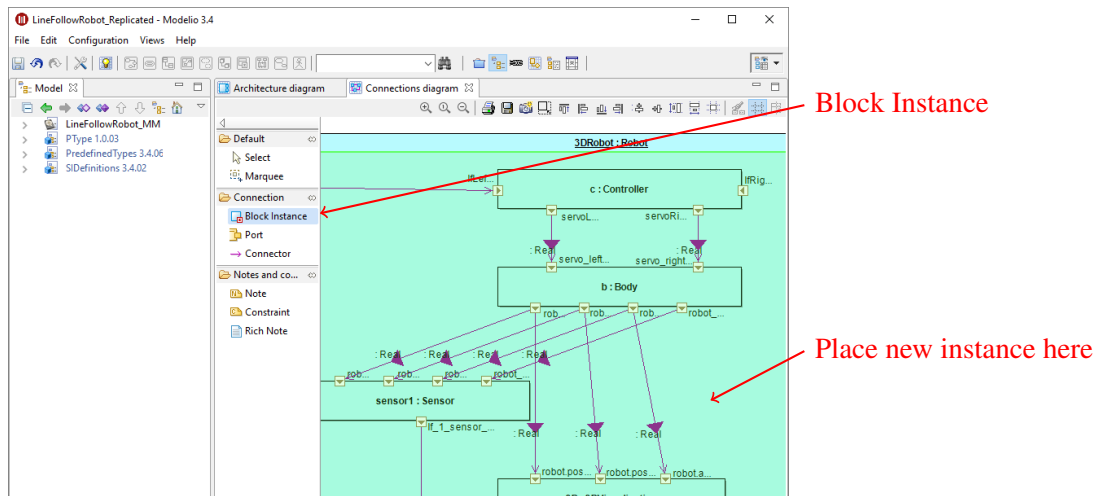 LineFollowRobot_Replicated - Modelio 3.4
File Edit Configuration Views Help
Model
Architecture diagram
Connections diagram
LineFollowRobot_MM
PType 1.0.03
PredefinedTypes 3.4.06
SIDefinitions 3.4.02
Default
Select
Marquee
Connection
Block Instance
Port
Connector
Notes and co...
Note
Constraint
Rich Note
3DRobot : Robot
lfLef...
c : Controller
lfRig...
servoL...
servoRi...
: Real
: Real
servo_left...
servo_right...
b : Body
rob...
rob...
rob...
robot_...
: Real
: Real
: Real
: Real
rob...
rob...
rob...
robot_...
sensor1 : Sensor
lf_1_sensor_...
: Real
: Real
: Real
robot.pos...
robot.pos...
robot.a...
Block Instance
Place new instance here